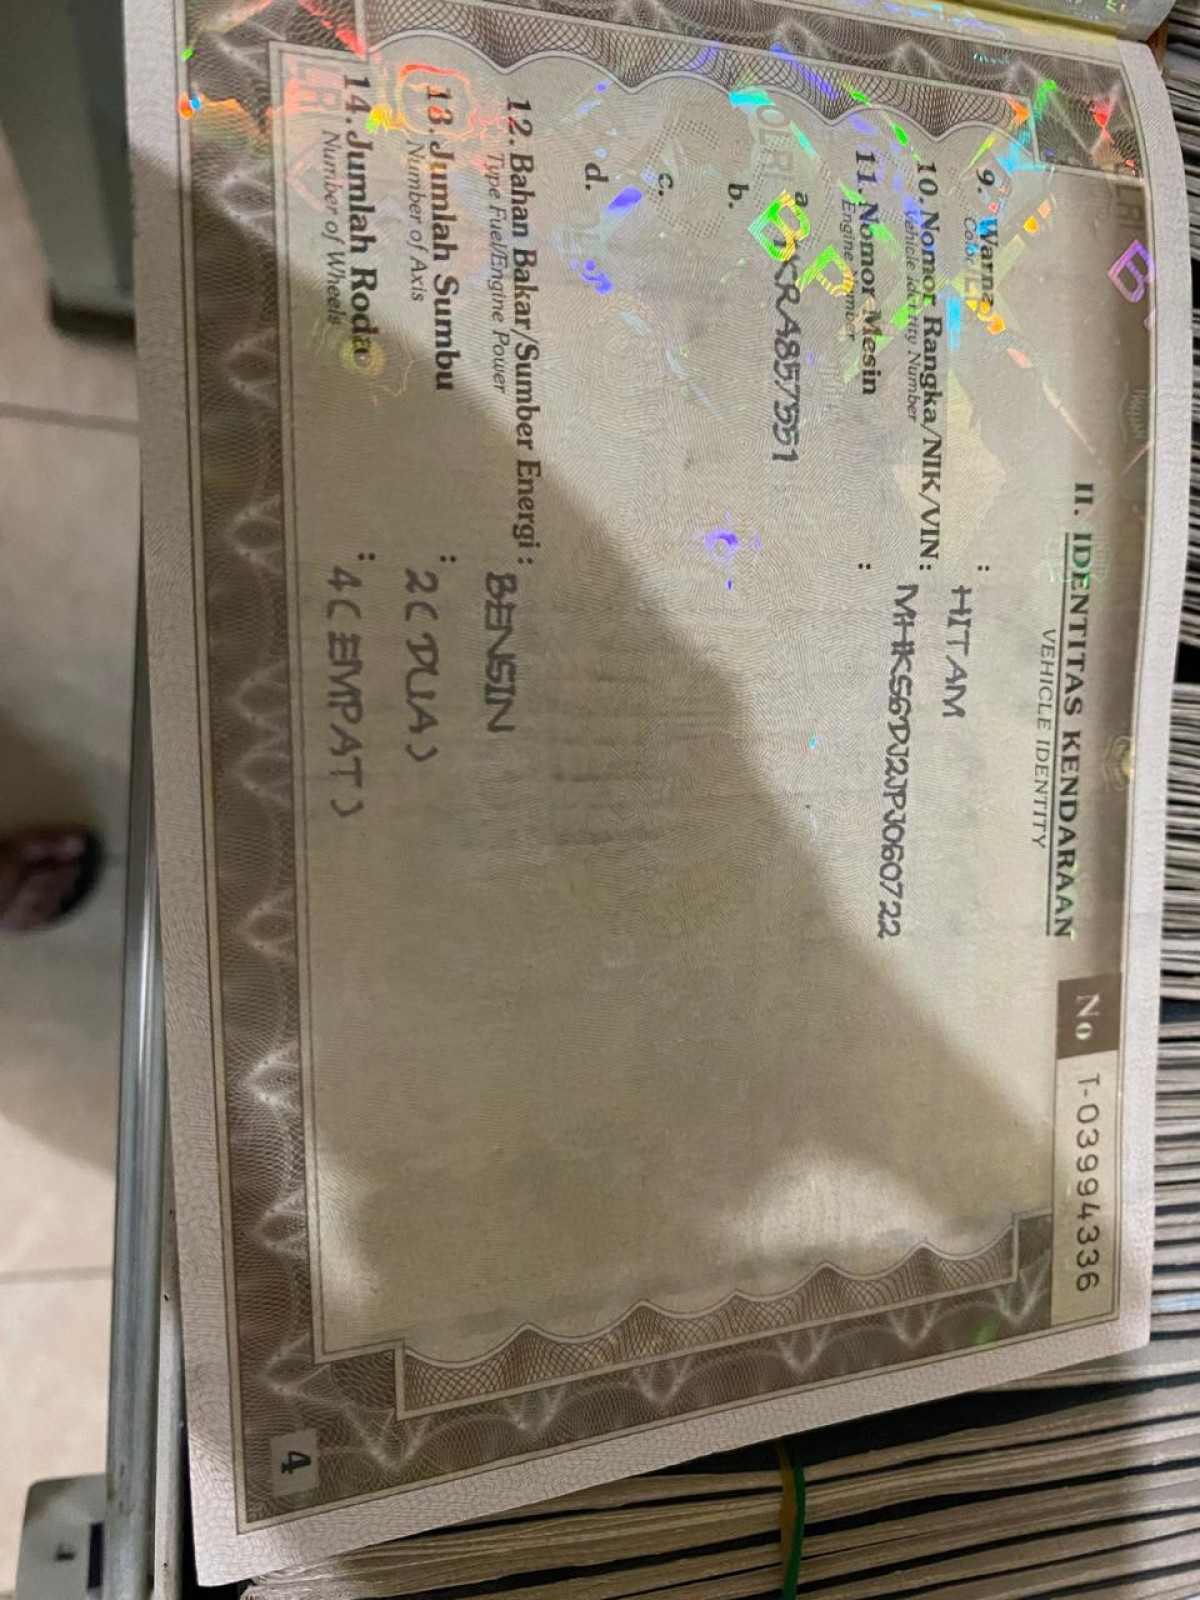 II. IDENTITAS KENDARAAN
VEHICLE IDENTITY
No T-03994336
9. Warna : HITAM
Color
10. Nomor Rangka/NIK/VIN : MHKS6DJ2JPJ060722
Vehicle Identity Number
11. Nomor Mesin :
Engine Number
a 1KRA857551
b.
c.
d.
12. Bahan Bakar/Sumber Energi : BENSIN
Type Fuel/Engine Power
13. Jumlah Sumbu : 2 ( DUA )
Number of Axis
14. Jumlah Roda : 4 ( EMPAT )
Number of Wheels
4